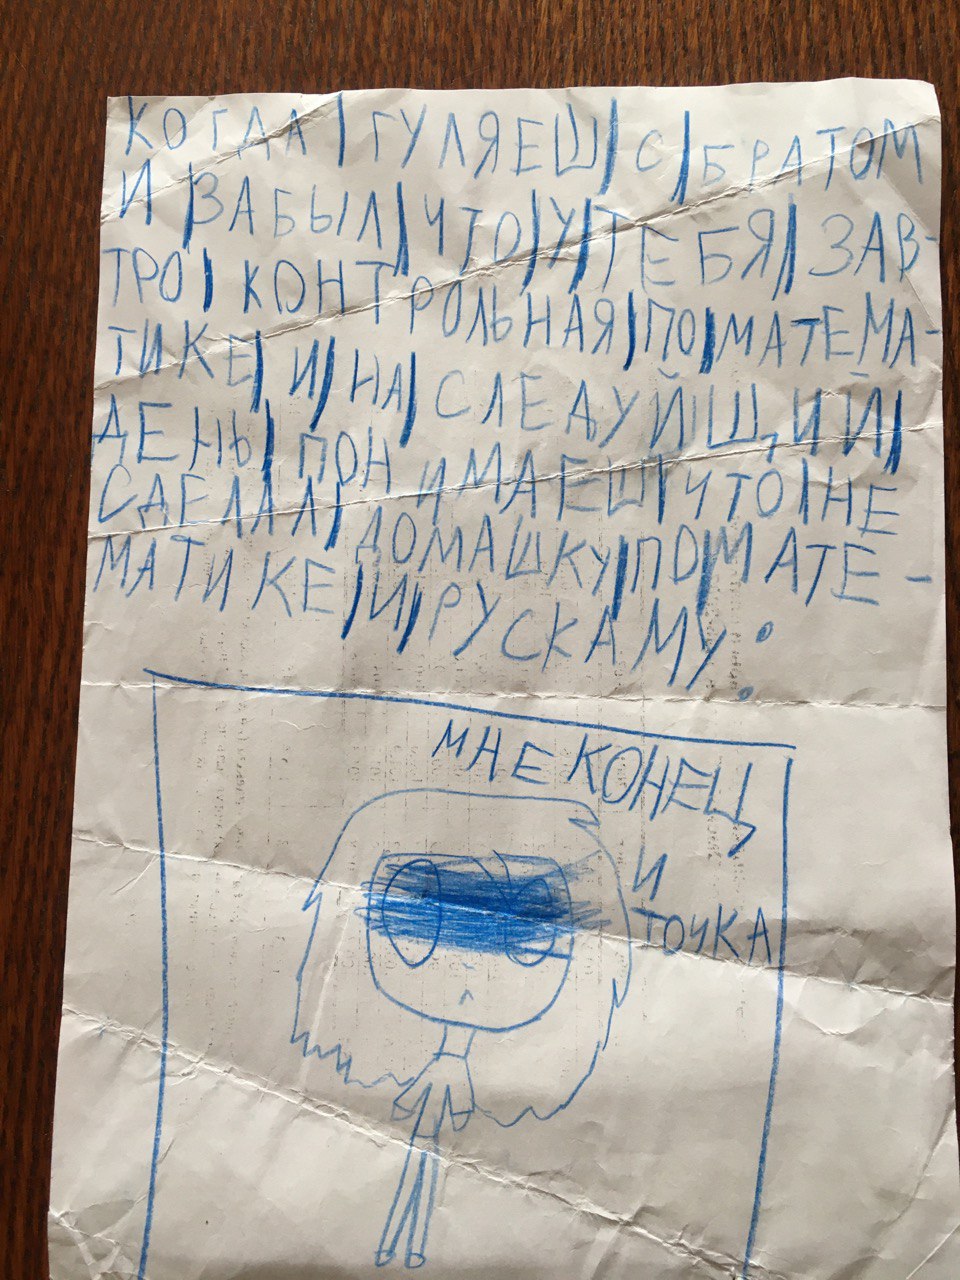 КОГДА|ГУЛЯЕШ|С|БРАТОМ
И|ЗАБЫЛ|ЧТО|У|ТЕБЯ|ЗАВ-
ТРО|КОНТРОЛЬНАЯ|ПО|МАТЕМА-
ТИКЕ|И|НА|СЛЕДУЙЩИЙ|
ДЕНЬ|ПОНИМАЕШ|ЧТО|НЕ
СДЕЛАЛ|ДОМАШКУ|ПО МАТЕ-
МАТИКЕ|И|РУСКАМУ:
МНЕ КОНЕЦ
И
ТОЧКА